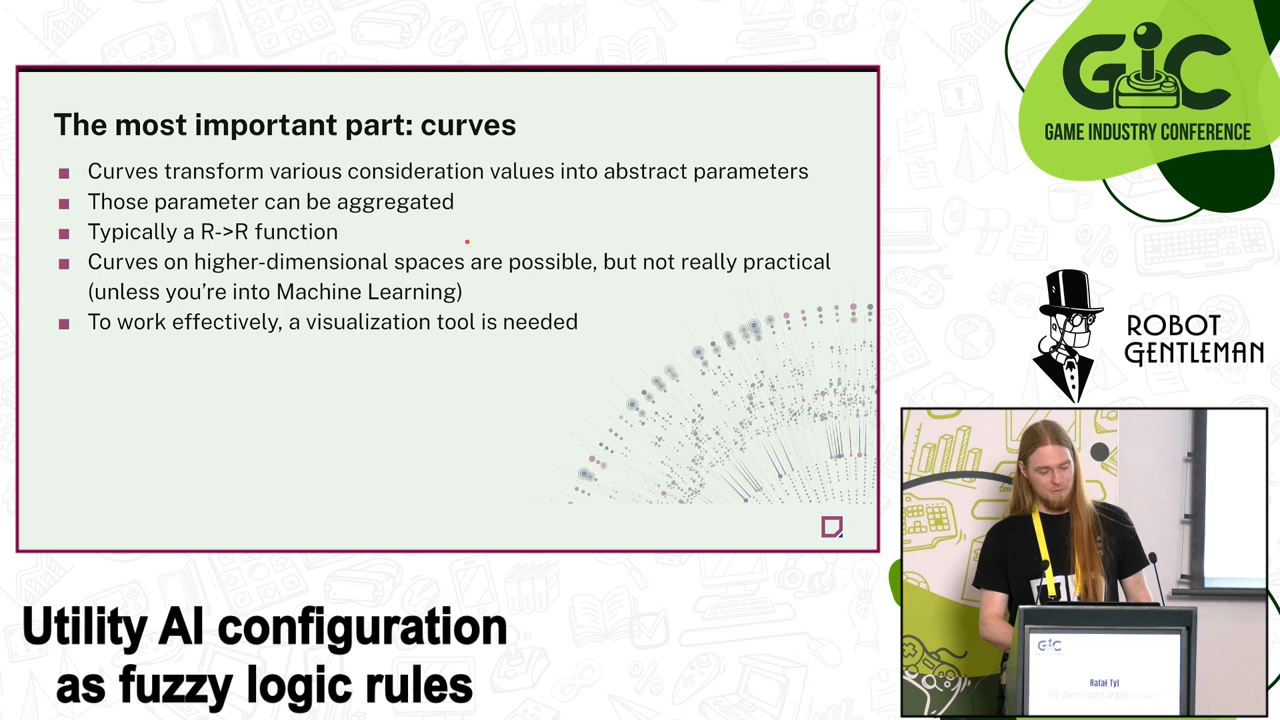 The most important part: curves
Curves transform various consideration values into abstract parameters
Those parameter can be aggregated
Typically a R->R function
Curves on higher-dimensional spaces are possible, but not really practical
(unless you're into Machine Learning)
To work effectively, a visualization tool is needed
Utility AI configuration
as fuzzy logic rules
GIC
GAME INDUSTRY CONFERENCE
ROBOT
GENTLEMAN
GIC
Rafał Tyl